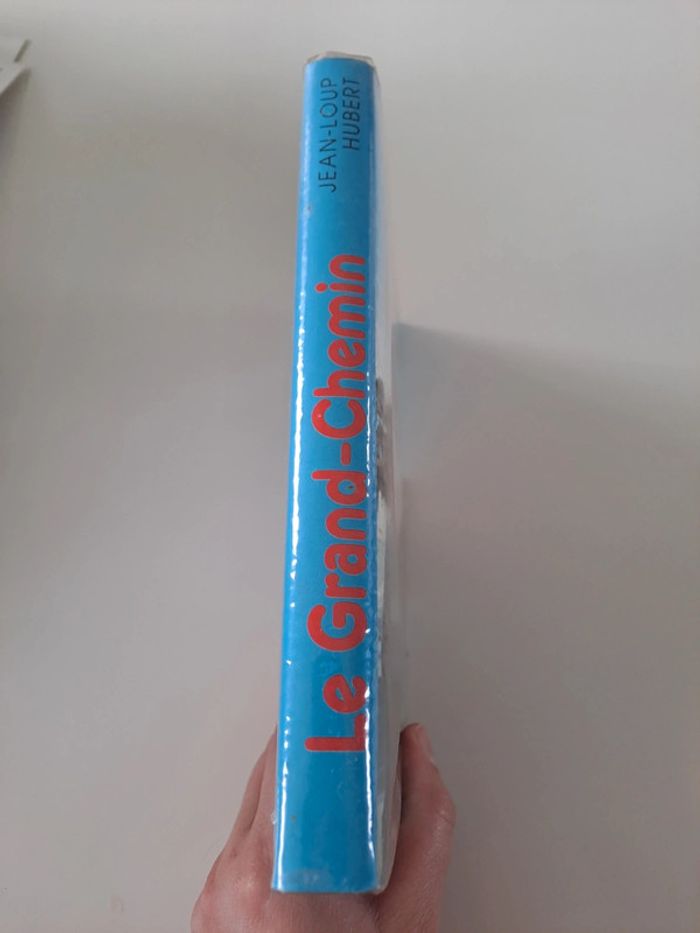 JEAN-LOUP
HUBERT
Le Grand-Chemin